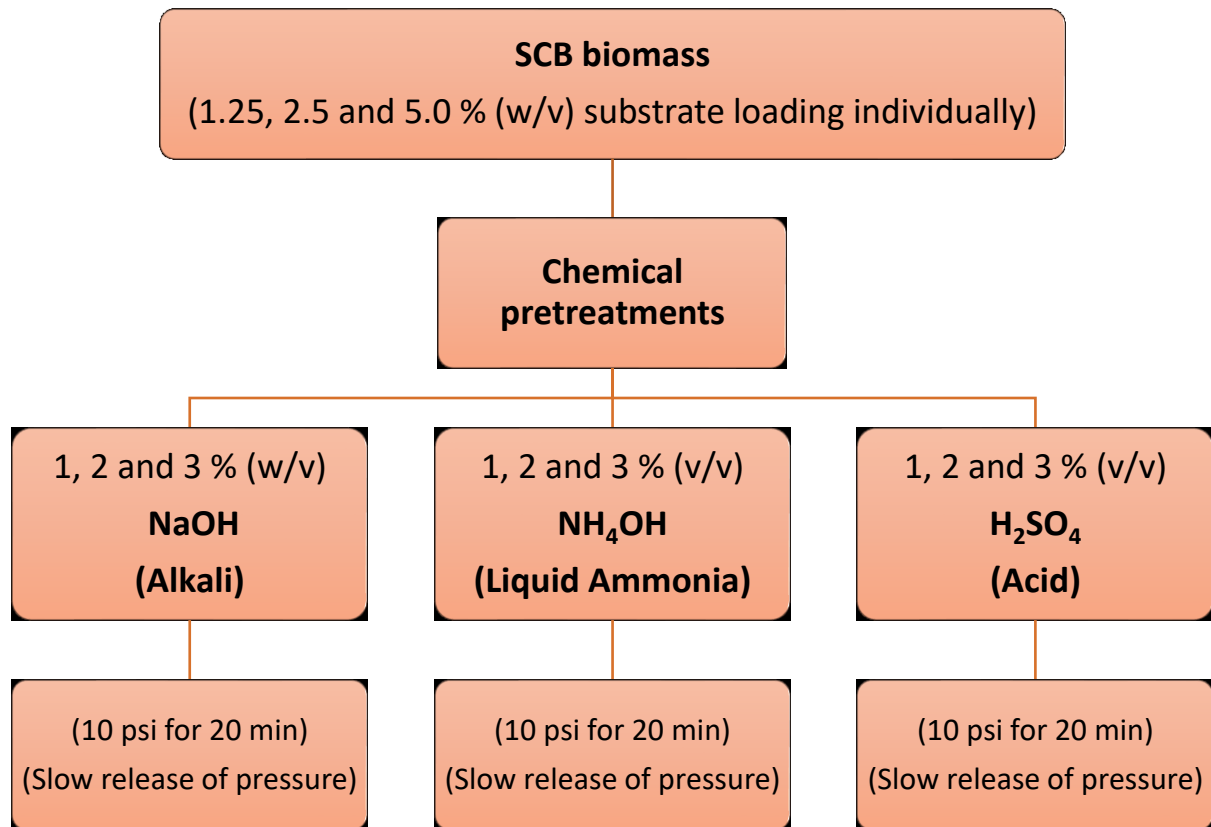 SCB biomass
(1.25, 2.5 and 5.0 % (w/v) substrate loading individually)
Chemical
pretreatments
1, 2 and 3 % (w/v)
NaOH
(Alkali)
1, 2 and 3 % (v/v)
NH₄OH
(Liquid Ammonia)
1, 2 and 3 % (v/v)
H₂SO₄
(Acid)
(10 psi for 20 min)
(Slow release of pressure)
(10 psi for 20 min)
(Slow release of pressure)
(10 psi for 20 min)
(Slow release of pressure)